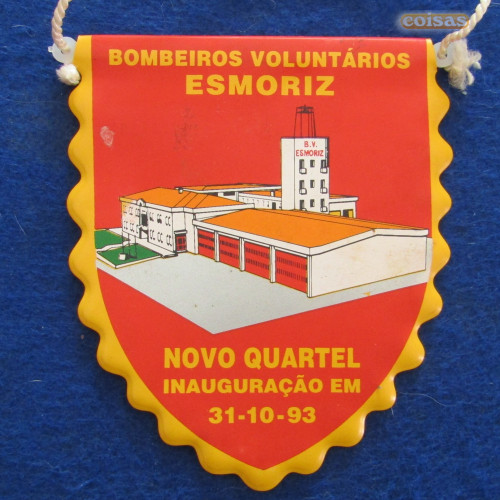 coisas
BOMBEIROS VOLUNTÁRIOS
ESMORIZ
B.V.
ESMORIZ
NOVO QUARTEL
INAUGURAÇÃO EM
31-10-93